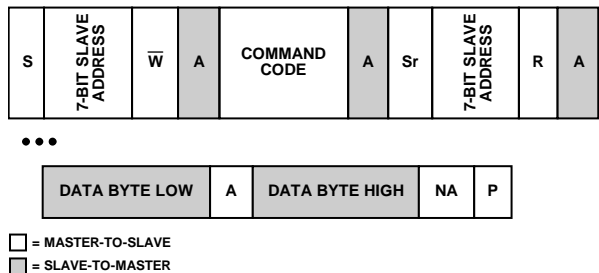 S 7-BIT SLAVE ADDRESS W̅ A COMMAND CODE A Sr 7-BIT SLAVE ADDRESS R A
•••
DATA BYTE LOW A DATA BYTE HIGH NA P
= MASTER-TO-SLAVE
= SLAVE-TO-MASTER